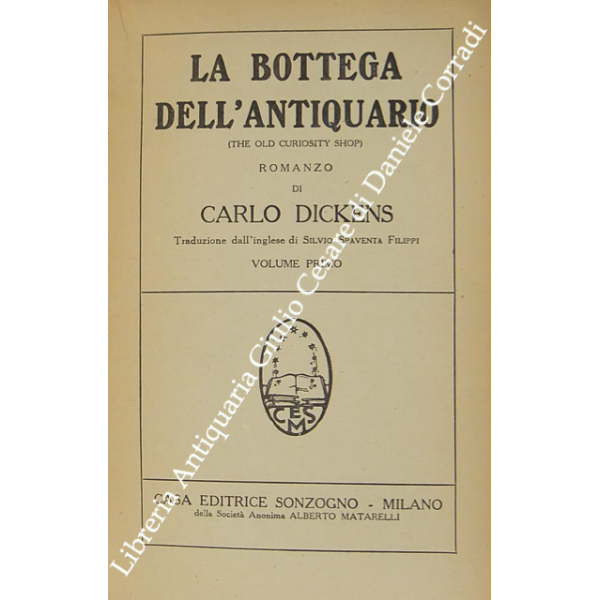 LA BOTTEGA
DELL'ANTIQUARIO
(THE OLD CURIOSITY SHOP)
ROMANZO
DI
CARLO DICKENS
Traduzione dall'inglese di SILVIO SPAVENTA FILIPPI
VOLUME PRIMO
CESM
CASA EDITRICE SONZOGNO - MILANO
della Società Anonima ALBERTO MATARELLI
Libreria Antiquaria Giulio Cesare di Daniele Corradi